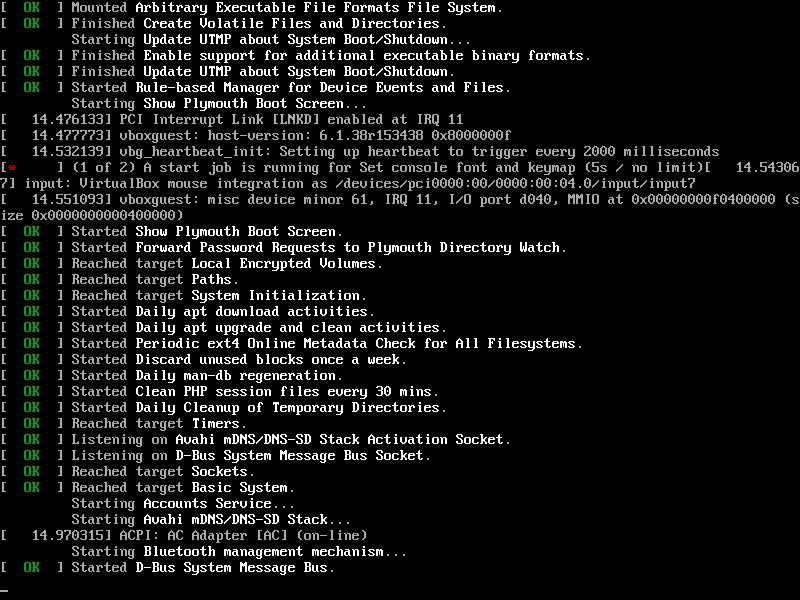 [  OK  ] Mounted Arbitrary Executable File Formats File System.
[  OK  ] Finished Create Volatile Files and Directories.
         Starting Update UTMP about System Boot/Shutdown...
[  OK  ] Finished Enable support for additional executable binary formats.
[  OK  ] Finished Update UTMP about System Boot/Shutdown.
[  OK  ] Started Rule-based Manager for Device Events and Files.
         Starting Show Plymouth Boot Screen...
[   14.476133] PCI Interrupt Link [LNKD] enabled at IRQ 11
[   14.477773] vboxguest: host-version: 6.1.38r153438 0x8000000f
[   14.532139] vbg_heartbeat_init: Setting up heartbeat to trigger every 2000 milliseconds
[*     ] (1 of 2) A start job is running for Set console font and keymap (5s / no limit)[   14.54306
7] input: VirtualBox mouse integration as /devices/pci0000:00/0000:00:04.0/input/input7
[   14.551093] vboxguest: misc device minor 61, IRQ 11, I/O port d040, MMIO at 0x00000000f0400000 (s
ize 0x0000000000400000)
[  OK  ] Started Show Plymouth Boot Screen.
[  OK  ] Started Forward Password Requests to Plymouth Directory Watch.
[  OK  ] Reached target Local Encrypted Volumes.
[  OK  ] Reached target Paths.
[  OK  ] Reached target System Initialization.
[  OK  ] Started Daily apt download activities.
[  OK  ] Started Daily apt upgrade and clean activities.
[  OK  ] Started Periodic ext4 Online Metadata Check for All Filesystems.
[  OK  ] Started Discard unused blocks once a week.
[  OK  ] Started Daily man-db regeneration.
[  OK  ] Started Clean PHP session files every 30 mins.
[  OK  ] Started Daily Cleanup of Temporary Directories.
[  OK  ] Reached target Timers.
[  OK  ] Listening on Avahi mDNS/DNS-SD Stack Activation Socket.
[  OK  ] Listening on D-Bus System Message Bus Socket.
[  OK  ] Reached target Sockets.
[  OK  ] Reached target Basic System.
         Starting Accounts Service...
         Starting Avahi mDNS/DNS-SD Stack...
[   14.970315] ACPI: AC Adapter [AC] (on-line)
         Starting Bluetooth management mechanism...
[  OK  ] Started D-Bus System Message Bus.